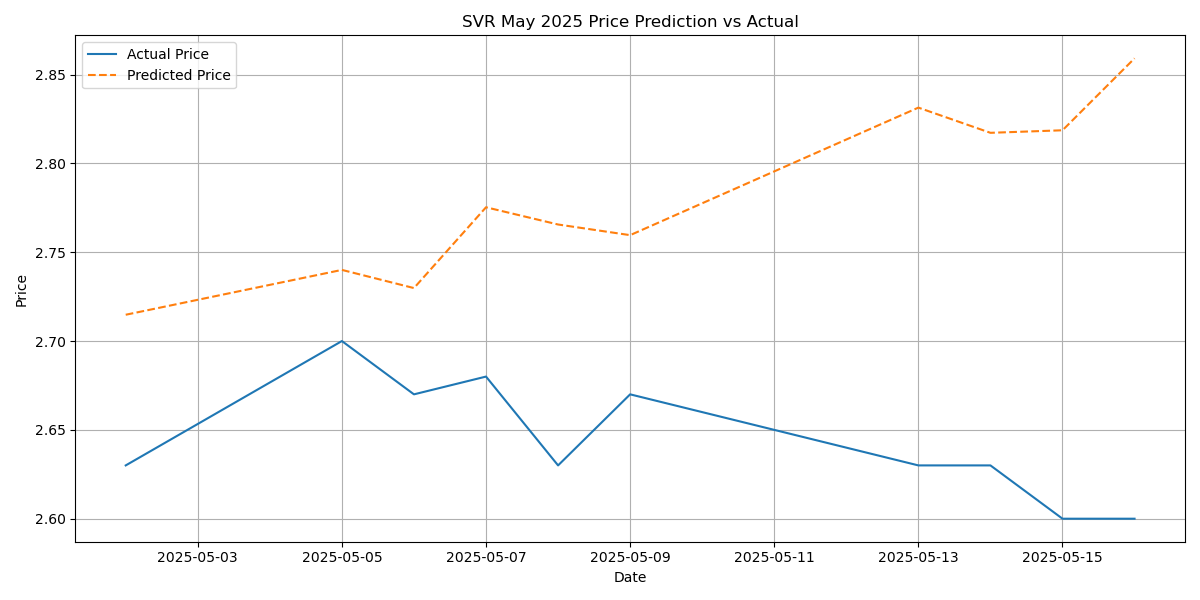 SVR May 2025 Price Prediction vs Actual
Actual Price
Predicted Price
2.85
2.80
2.75
2.70
2.65
2.60
Price
2025-05-03
2025-05-05
2025-05-07
2025-05-09
2025-05-11
2025-05-13
2025-05-15
Date